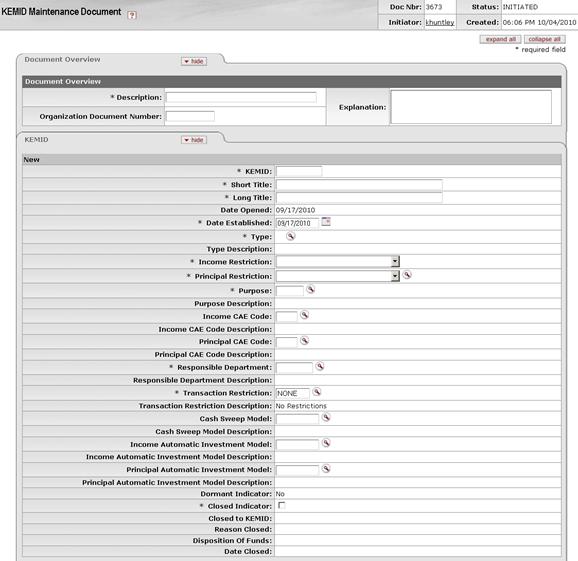 KEMID Maintenance Document ?
Doc Nbr: 3673 Status: INITIATED
Initiator: khuntley Created: 06:06 PM 10/04/2010
expand all collapse all
* required field
Document Overview hide
Document Overview
* Description:
Explanation:
Organization Document Number:
KEMID hide
New
* KEMID:
* Short Title:
* Long Title:
Date Opened: 09/17/2010
* Date Established: 09/17/2010
* Type:
Type Description:
* Income Restriction:
* Principal Restriction:
* Purpose:
Purpose Description:
Income CAE Code:
Income CAE Code Description:
Principal CAE Code:
Principal CAE Code Description:
* Responsible Department:
Responsible Department Description:
* Transaction Restriction: NONE
Transaction Restriction Description: No Restrictions
Cash Sweep Model:
Cash Sweep Model Description:
Income Automatic Investment Model:
Income Automatic Investment Model Description:
Principal Automatic Investment Model:
Principal Automatic Investment Model Description:
Dormant Indicator: No
* Closed Indicator:
Closed to KEMID:
Reason Closed:
Disposition Of Funds:
Date Closed: